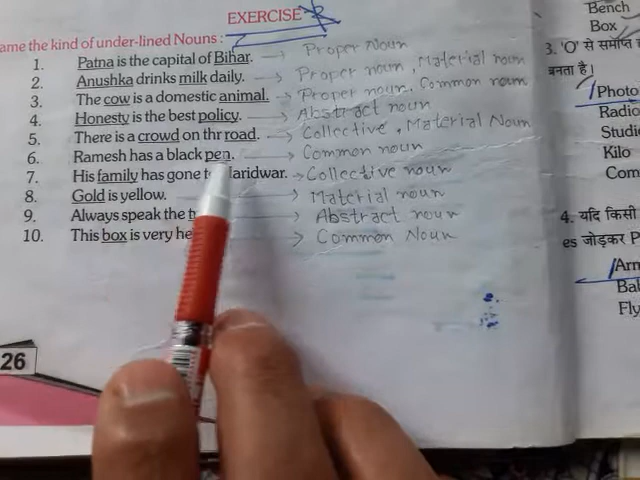 EXERCISE
ame the kind of under-lined Nouns :
1. Patna is the capital of Bihar. → Proper Noun
2. Anushka drinks milk daily. → Proper noun, Material noun
3. The cow is a domestic animal. → Proper noun, Common noun
4. Honesty is the best policy. → Abstract noun
5. There is a crowd on thr road. → Collective, Material Noun
6. Ramesh has a black pen. → Common noun
7. His family has gone t Haridwar. → Collective noun
8. Gold is yellow. → Material noun
9. Always speak the t → Abstract noun
10. This box is very he → Common Noun
26
Bench
Box
3. 'O' से समाप्त
बनता है।
Photo
Radio
Studi
Kilo
Com
4. यदि किसी
es जोड़कर P
Arn
Bal
Fly